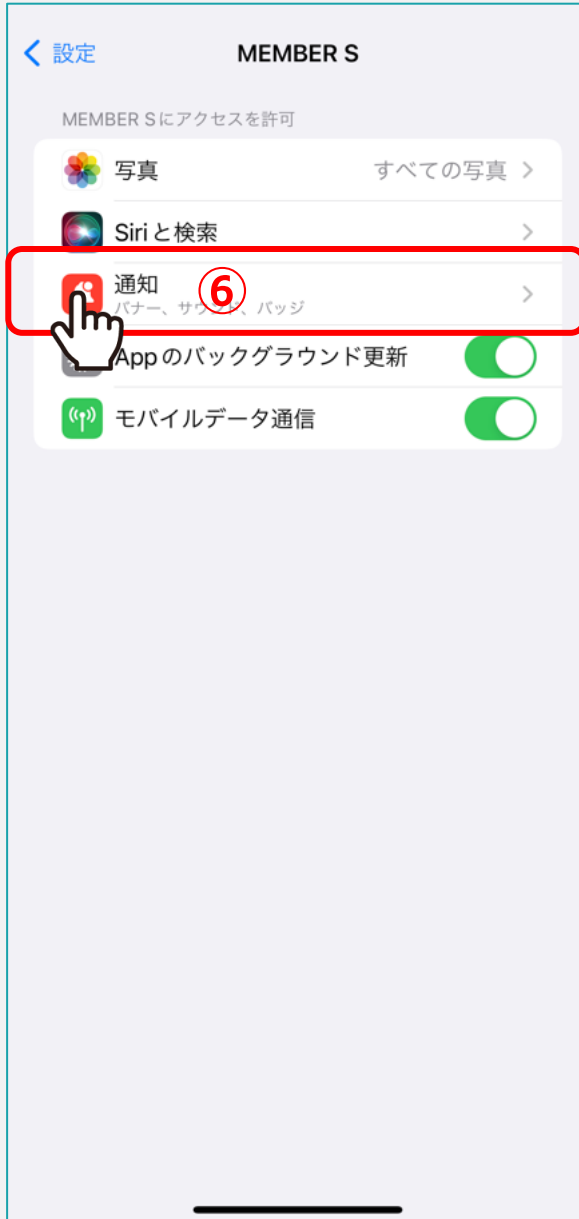 設定
MEMBER S
MEMBER Sにアクセスを許可
写真
すべての写真
Siriと検索
通知
⑥
バナー、サウンド、バッジ
Appのバックグラウンド更新
モバイルデータ通信